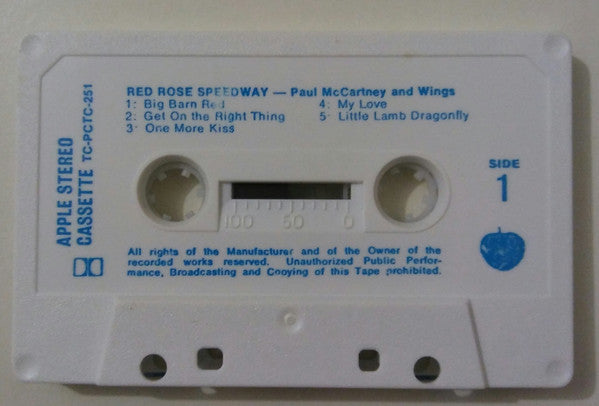 RED ROSE SPEEDWAY — Paul McCartney and Wings
1: Big Barn Red
2: Get On the Right Thing
3: One More Kiss
4: My Love
5: Little Lamb Dragonfly
APPLE STEREO
CASSETTE TC-PCTC-251
SIDE
1
100 50 0
All rights of the Manufacturer and of the Owner of the
recorded works reserved. Unauthorized Public Perfor-
mance, Broadcasting and Copying of this Tape prohibited.